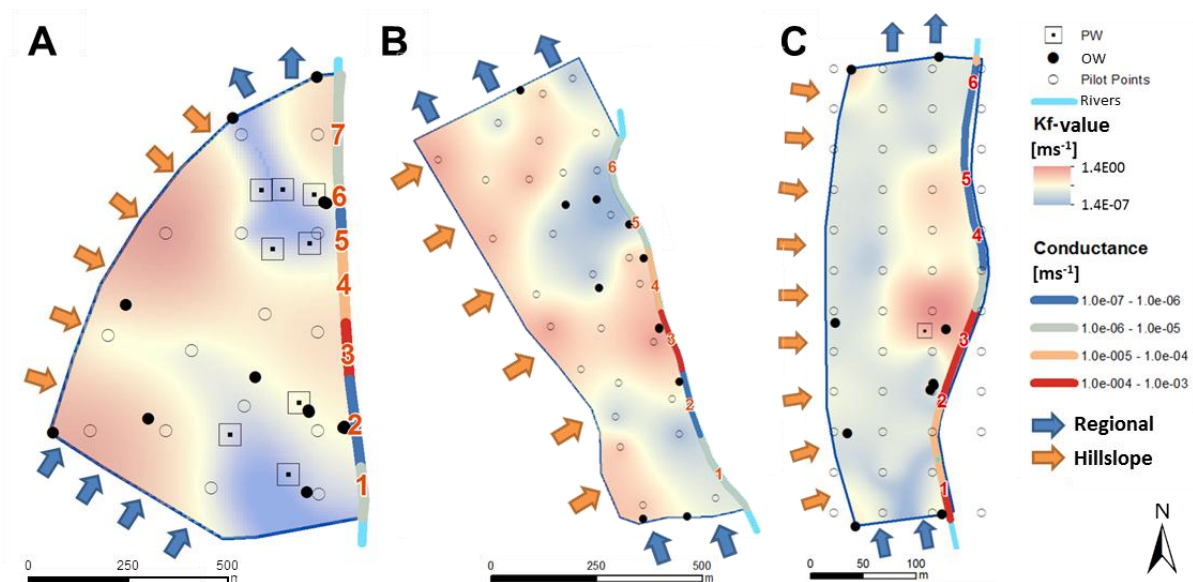 A
B
C
PW
OW
Pilot Points
Rivers
Kf-value
[ms-1]
1.4E00
1.4E-07
Conductance
[ms-1]
1.0e-07 - 1.0e-06
1.0e-06 - 1.0e-05
1.0e-005 - 1.0e-04
1.0e-004 - 1.0e-03
Regional
Hillslope
N
7
6
5
4
3
2
1
0 250 500
6
5
4
3
2
1
0 250 500
m
6
5
4
3
2
1
0 50 100
m